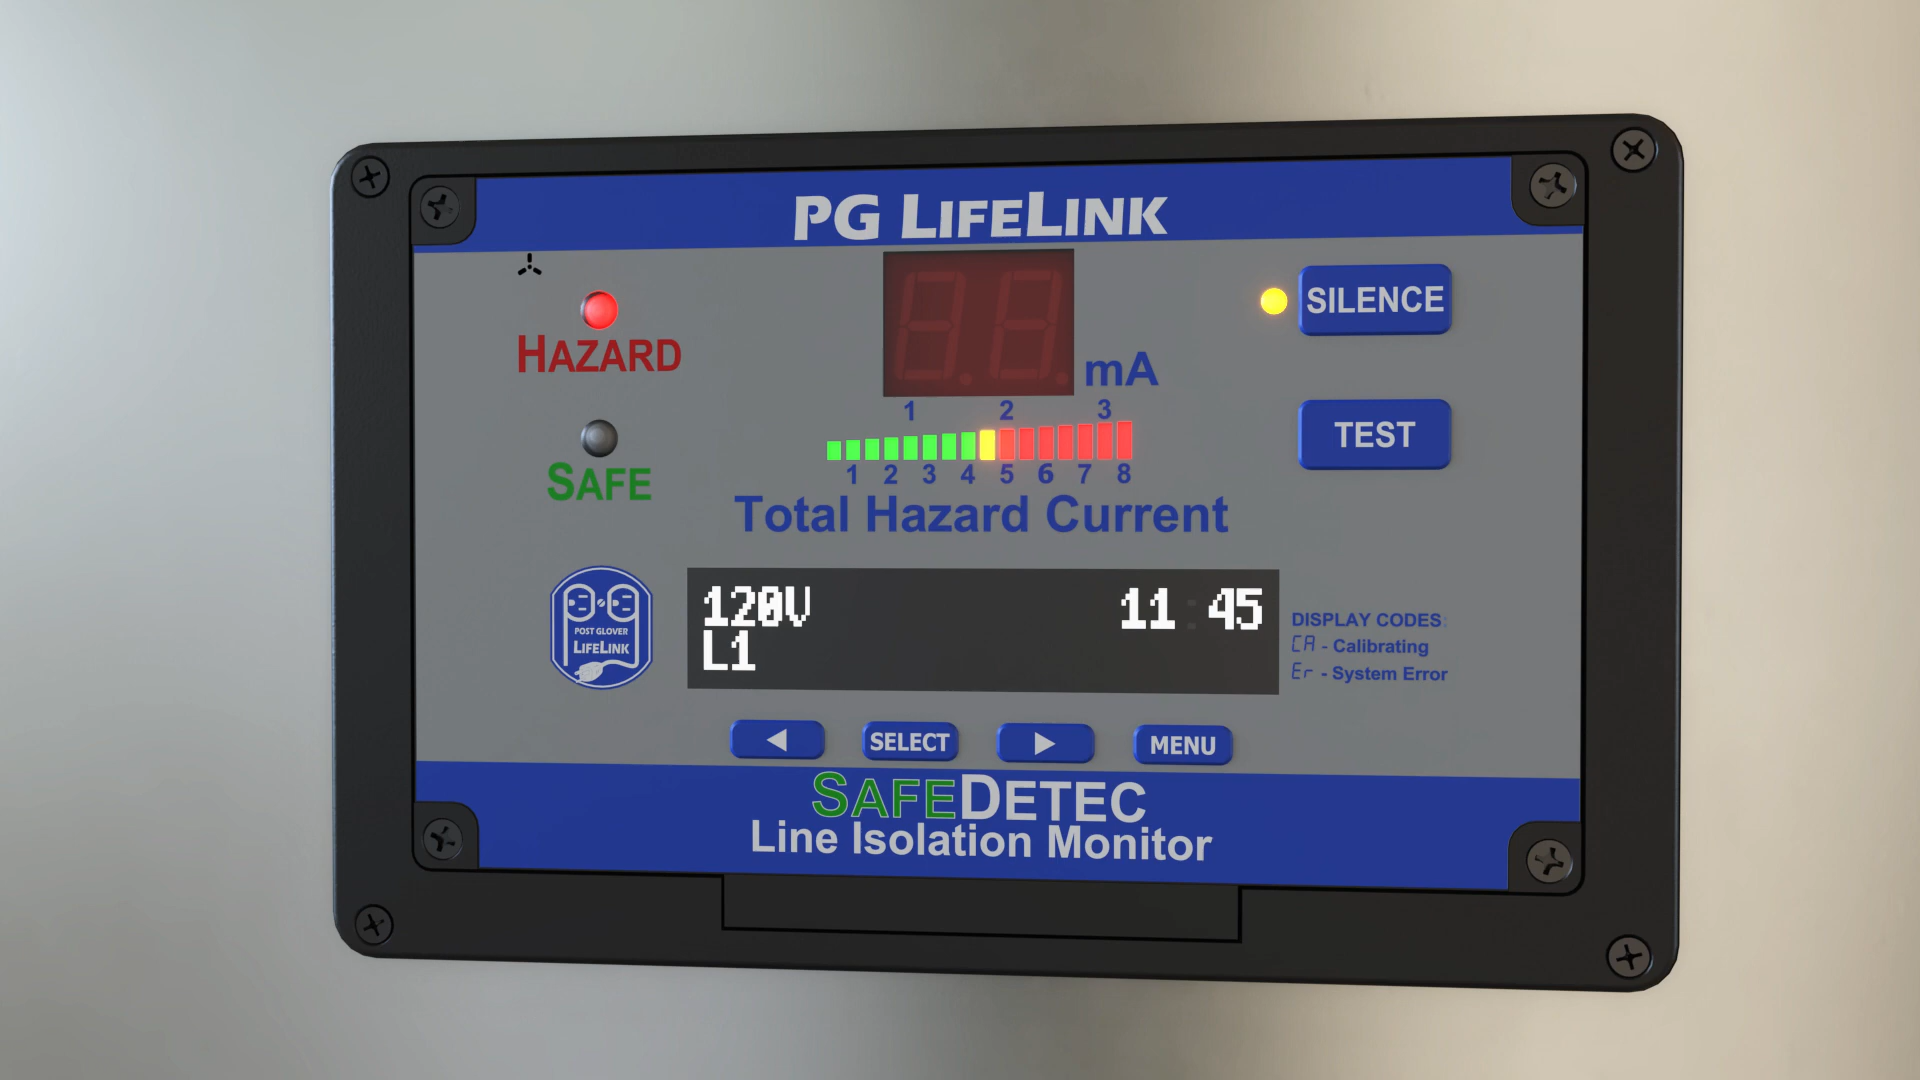 PG LIFELINK
HAZARD
SAFE
mA
SILENCE
TEST
1 2 3
1 2 3 4 5 6 7 8
Total Hazard Current
POST GLOVER
LIFELINK
120V 11 45
L1
DISPLAY CODES:
CA - Calibrating
Er - System Error
SELECT
MENU
SAFEDETEC
Line Isolation Monitor